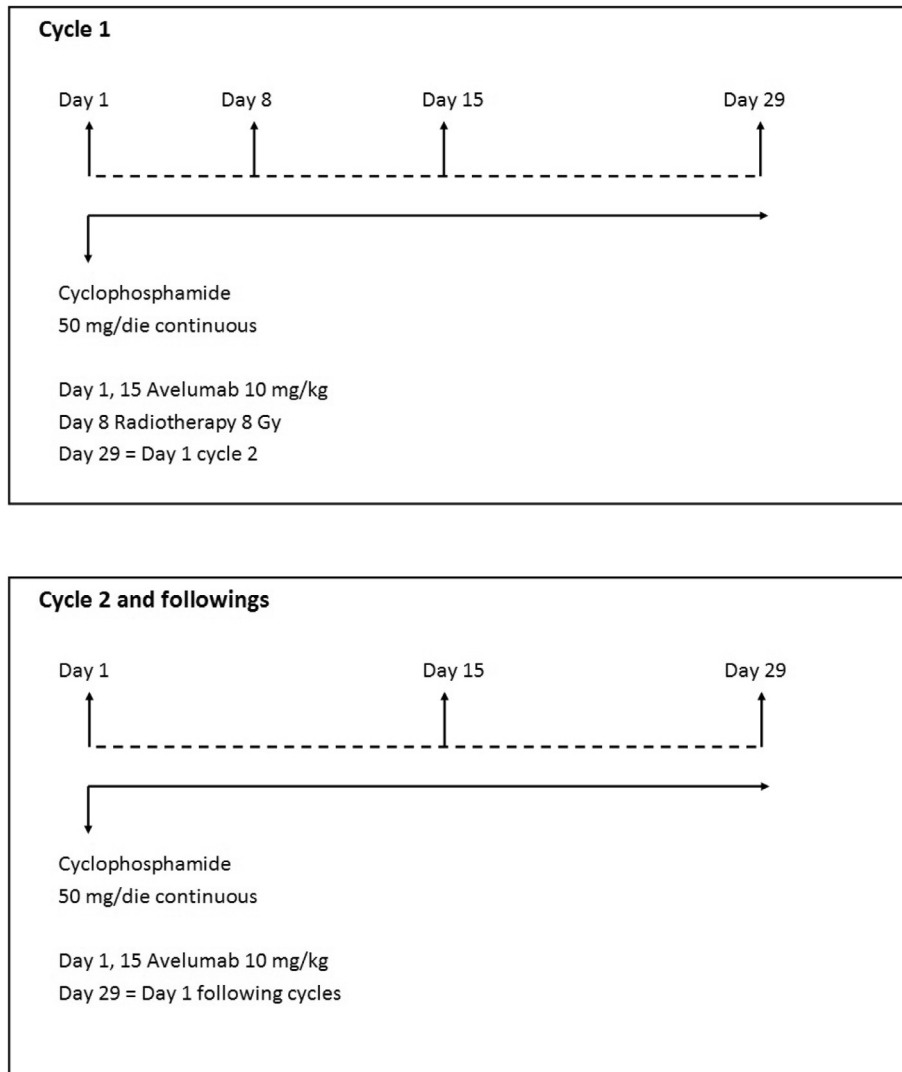 Cycle 1
Day 1 Day 8 Day 15 Day 29
Cyclophosphamide
50 mg/die continuous
Day 1, 15 Avelumab 10 mg/kg
Day 8 Radiotherapy 8 Gy
Day 29 = Day 1 cycle 2
Cycle 2 and followings
Day 1 Day 15 Day 29
Cyclophosphamide
50 mg/die continuous
Day 1, 15 Avelumab 10 mg/kg
Day 29 = Day 1 following cycles